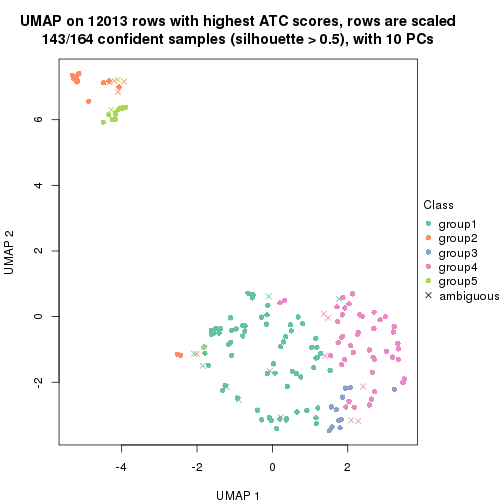 UMAP on 12013 rows with highest ATC scores, rows are scaled
143/164 confident samples (silhouette > 0.5), with 10 PCs
6
4
2
0
-2
UMAP 2
-4
-2
0
2
UMAP 1
Class
group1
group2
group3
group4
group5
ambiguous